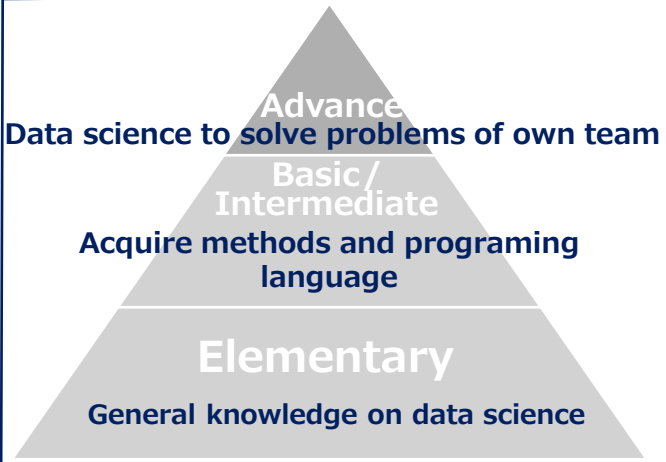 Advance
Data science to solve problems of own team
Basic/
Intermediate
Acquire methods and programing
language
Elementary
General knowledge on data science